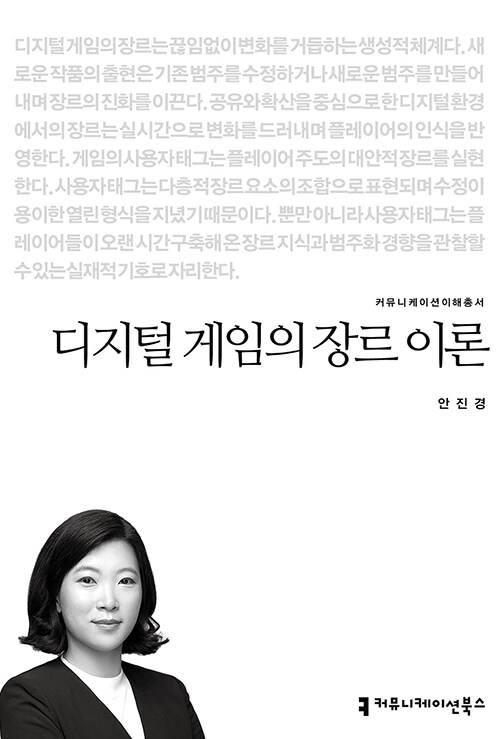 디지털 게임의 장르는 끊임없이 변화를 거듭하는 생성적 체계다. 새
로운 작품의 출현은 기존 범주를 수정하거나 새로운 범주를 만들어
내며 장르의 진화를 이끈다. 공유와 확산을 중심으로 한 디지털 환경
에서의 장르는 실시간으로 변화를 드러내며 플레이어의 인식을 반
영한다. 게임의 사용자 태그는 플레이어 주도의 대안적 장르를 실현
한다. 사용자 태그는 다층적 장르 요소의 조합으로 표현되며 수정이
용이한 열린 형식을 지녔기 때문이다. 뿐만 아니라 사용자 태그는 플
레이어들이 오랜 시간 구축해 온 장르 지식과 범주화 경향을 관찰할
수 있는 실재적 기호로 자리한다.
커뮤니케이션이해총서
디지털 게임의 장르 이론
안진경
커뮤니케이션북스